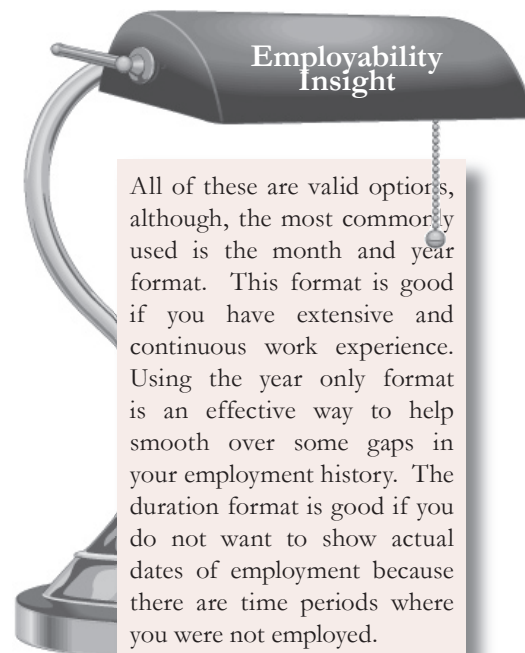 Employability
Insight
All of these are valid options,
although, the most commonly
used is the month and year
format. This format is good
if you have extensive and
continuous work experience.
Using the year only format
is an effective way to help
smooth over some gaps in
your employment history. The
duration format is good if you
do not want to show actual
dates of employment because
there are time periods where
you were not employed.